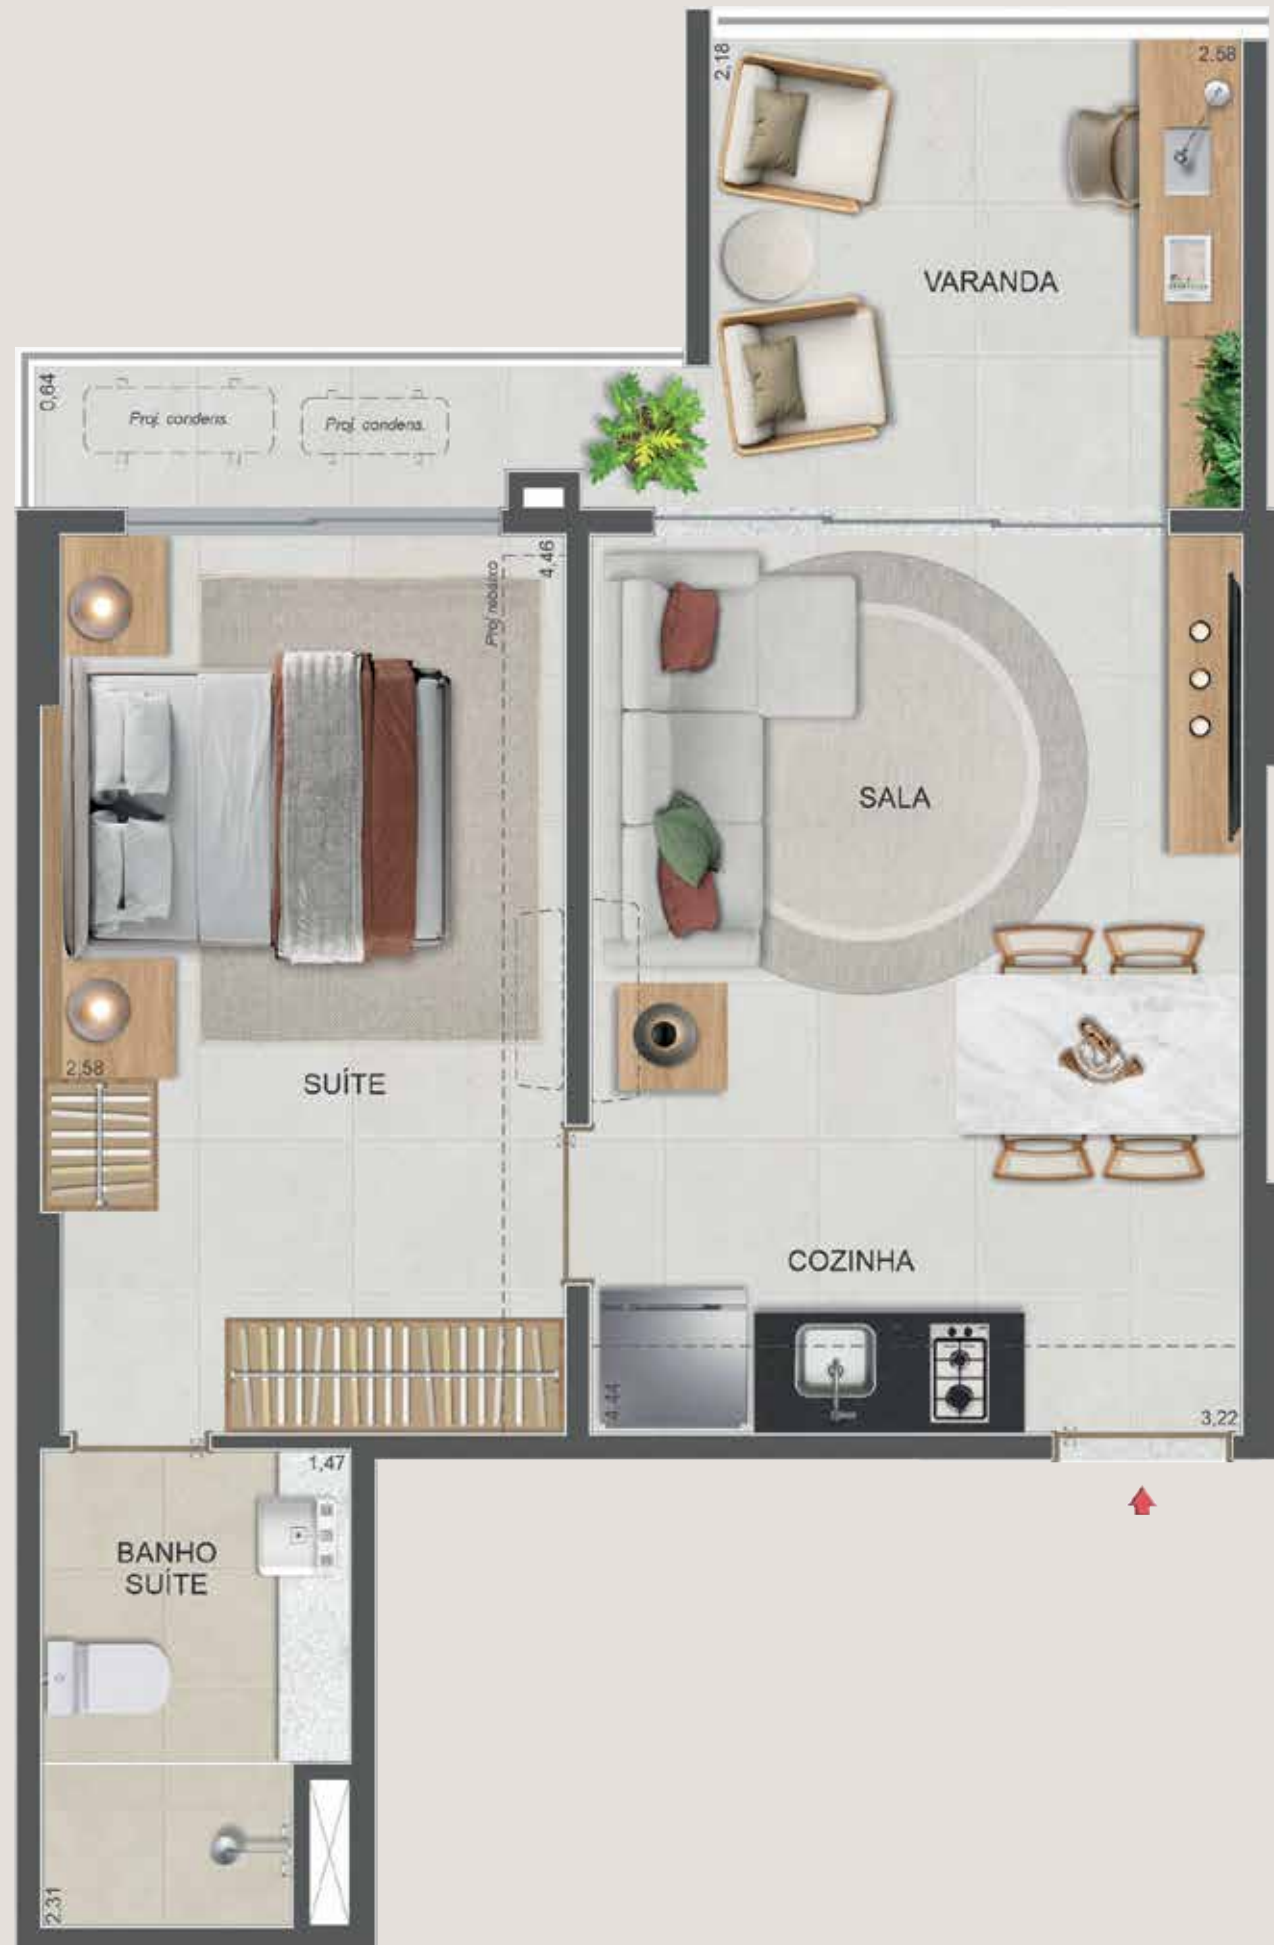 2,18
2.58
VARANDA
0,64
Proj. condens.
Proj. condens.
4,46
Proj rebaixo
SALA
2,58
SUÍTE
COZINHA
4.44
3,22
1,47
BANHO
SUÍTE
2.31